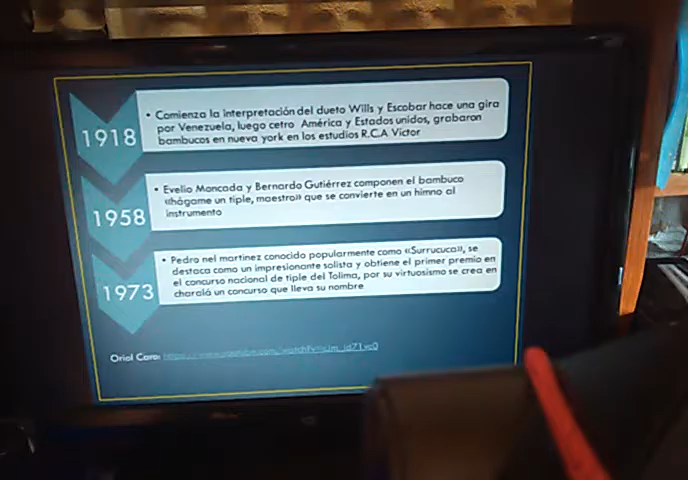 1918
• Comienza la interpretación del dueto Wills y Escobar hace una gira
por Venezuela, luego cetro América y Estados unidos, grabaron
bambucos en nueva york en los estudios R.C.A Victor
1958
• Evelio Moncada y Bernardo Gutiérrez componen el bambuco
«hágame un tiple, maestro» que se convierte en un himno al
instrumento
1973
• Pedro nel martinez conocido popularmente como «Surrucuca», se
destaca como un impresionante solista y obtiene el primer premio en
el concurso nacional de tiple del Tolima, por su virtuosismo se crea en
charalá un concurso que lleva su nombre
Oriol Caro: